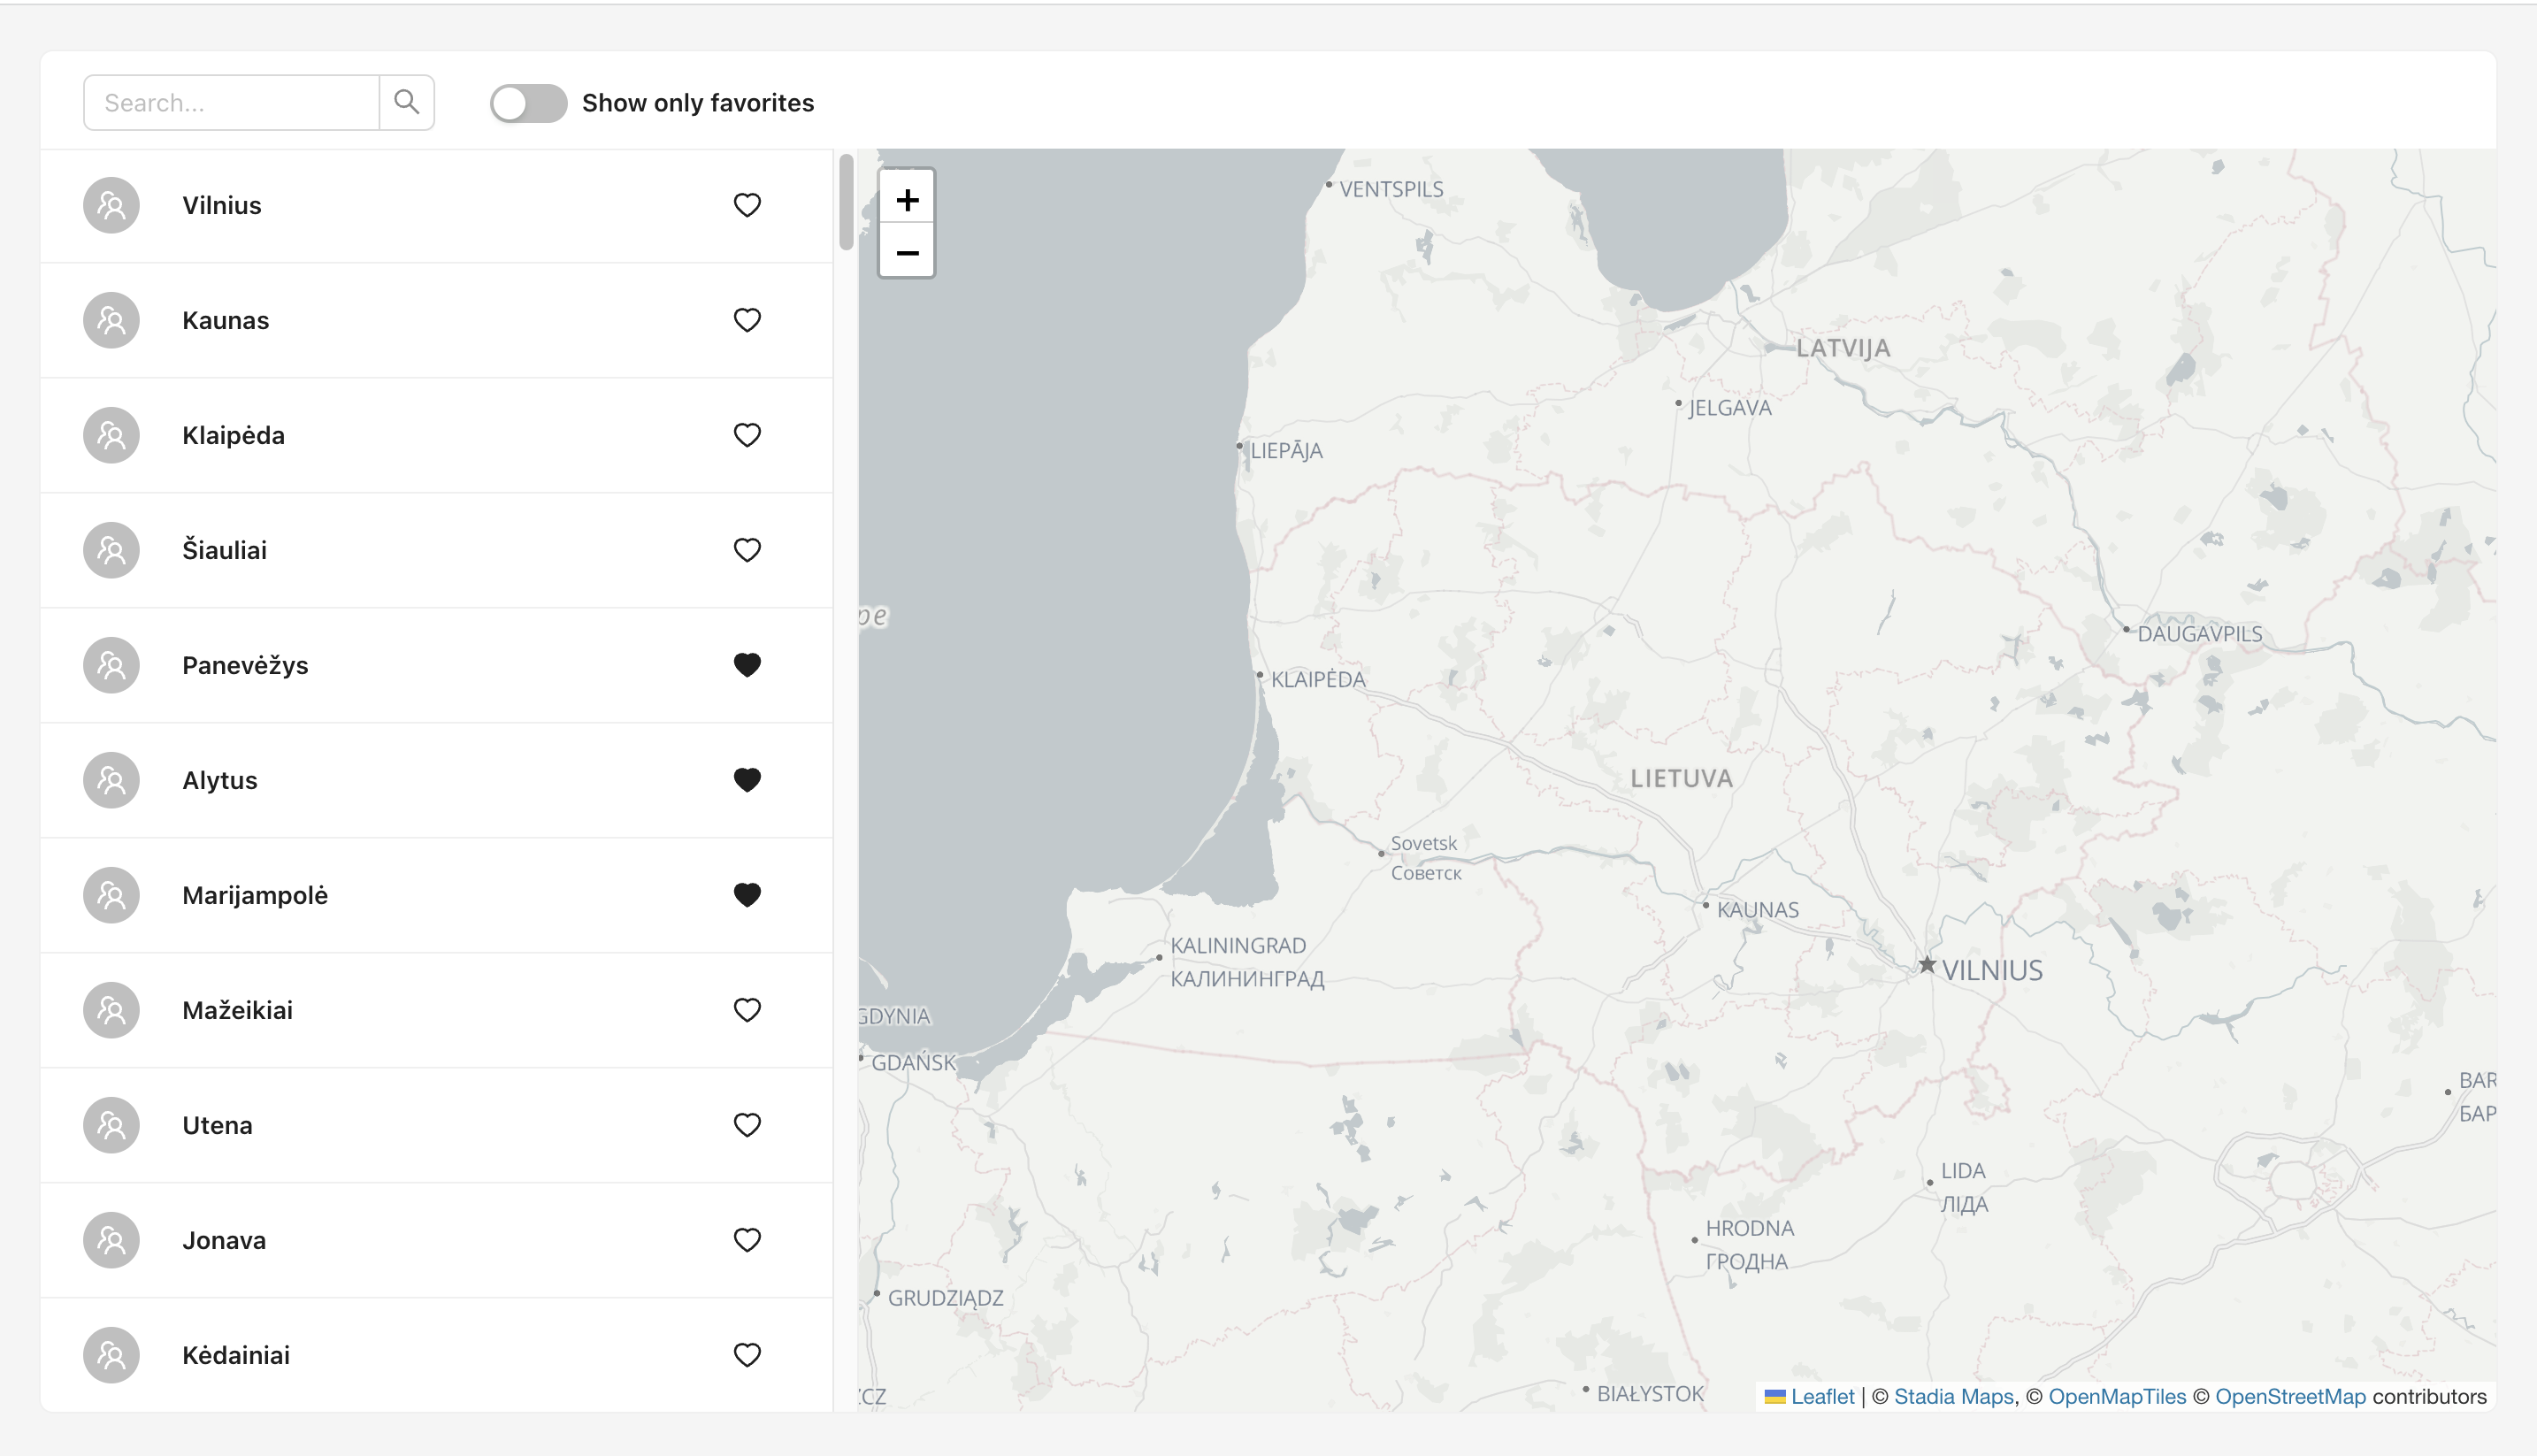 Search...
Show only favorites
Vilnius
Kaunas
Klaipėda
Šiauliai
Panevėžys
Alytus
Marijampolė
Mažeikiai
Utena
Jonava
Kėdainiai
+
−
VENTSPILS
LATVIJA
JELGAVA
LIEPĀJA
pe
DAUGAVPILS
KLAIPĖDA
LIETUVA
Sovetsk
Советск
KAUNAS
KALININGRAD
КАЛИНИНГРАД
VILNIUS
GDYNIA
GDAŃSK
BAR
БАР
LIDA
ЛІДА
HRODNA
ГРОДНА
GRUDZIĄDZ
CZ
BIAŁYSTOK
Leaflet | © Stadia Maps, © OpenMapTiles © OpenStreetMap contributors